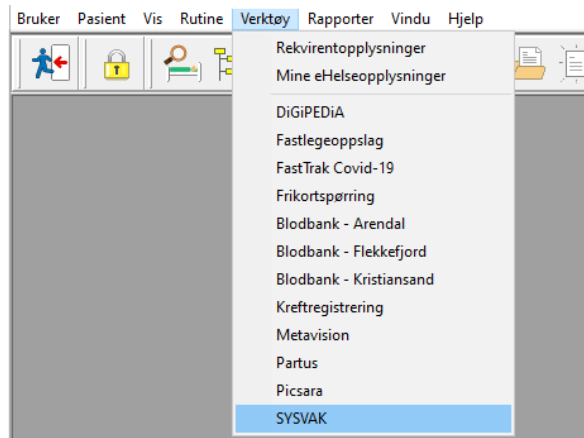 Bruker Pasient Vis Rutine Verktøy Rapporter Vindu Hjelp
Rekvirentopplysninger
Mine eHelseopplysninger
DiGiPEDiA
Fastlegeoppslag
FastTrak Covid-19
Frikortspørring
Blodbank - Arendal
Blodbank - Flekkefjord
Blodbank - Kristiansand
Kreftregistrering
Metavision
Partus
Picsara
SYSVAK